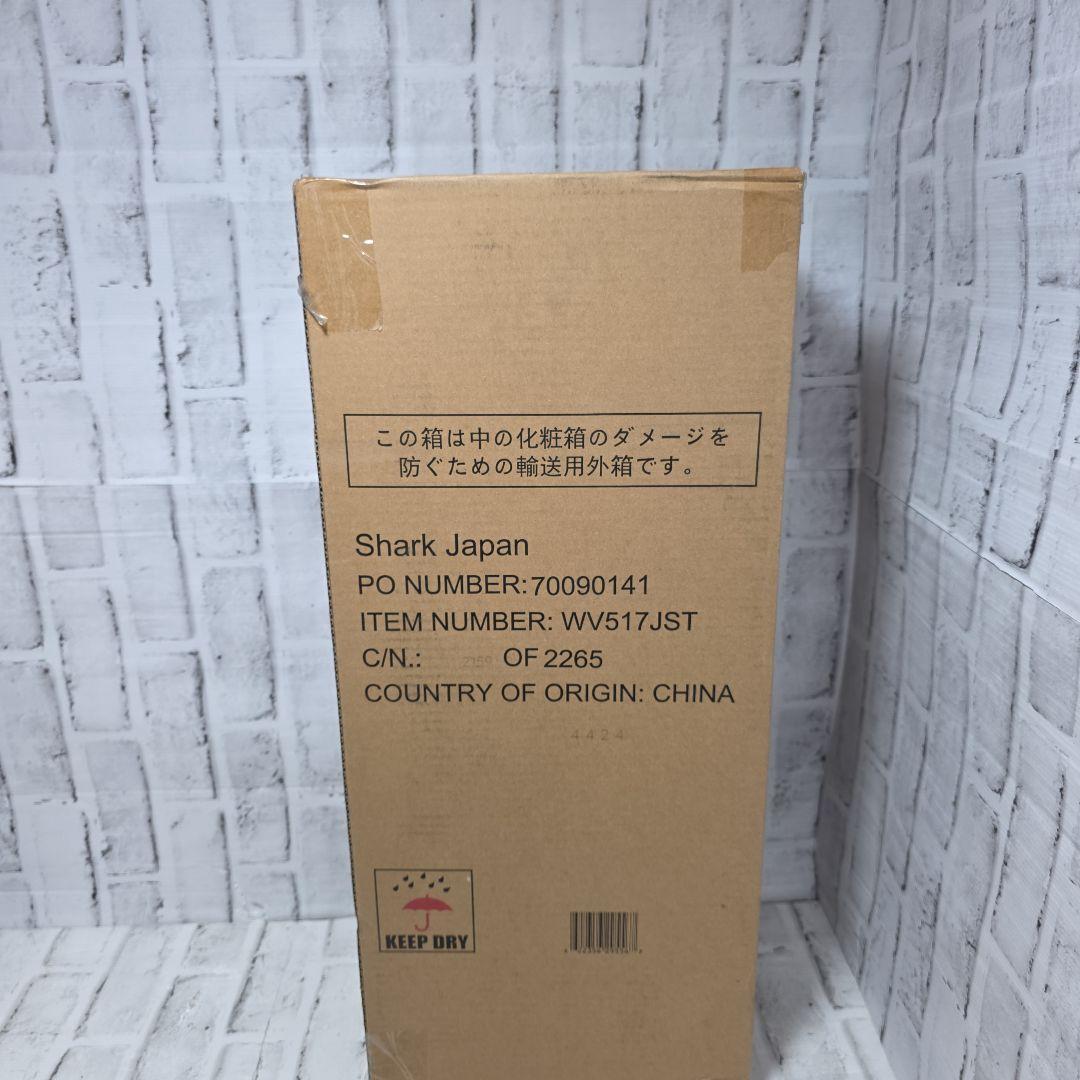 この箱は中の化粧箱のダメージを
防ぐための輸送用外箱です。
Shark Japan
PO NUMBER: 70090141
ITEM NUMBER: WV517JST
C/N.: 2159 OF 2265
COUNTRY OF ORIGIN: CHINA
4424
KEEP DRY